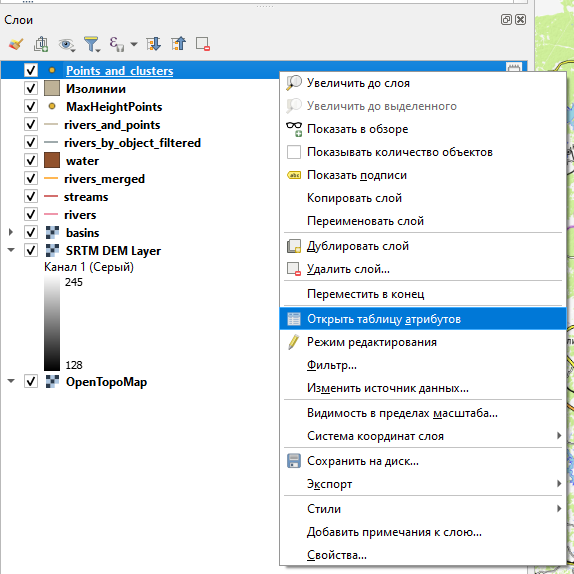 Слои
Points_and_clusters
Изолинии
MaxHeightPoints
rivers_and_points
rivers_by_object_filtered
water
rivers_merged
streams
rivers
basins
SRTM DEM Layer
Канал 1 (Серый)
245
128
OpenTopoMap
Увеличить до слоя
Увеличить до выделенного
Показать в обзоре
Показывать количество объектов
abc Показать подписи
Копировать слой
Переименовать слой
Дублировать слой
Удалить слой...
Переместить в конец
Открыть таблицу атрибутов
Режим редактирования
Фильтр...
Изменить источник данных...
Видимость в пределах масштаба...
Система координат слоя
Сохранить на диск...
Экспорт
Стили
Добавить примечания к слою...
Свойства...